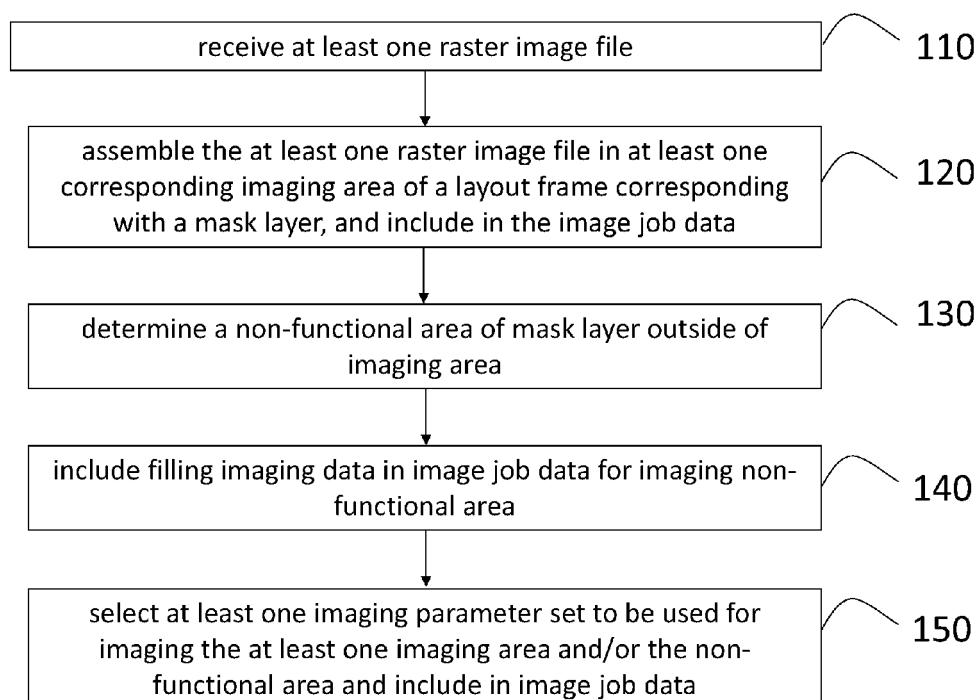 receive at least one raster image file
110
assemble the at least one raster image file in at least one
corresponding imaging area of a layout frame corresponding
with a mask layer, and include in the image job data
120
determine a non-functional area of mask layer outside of
imaging area
130
include filling imaging data in image job data for imaging non-
functional area
140
select at least one imaging parameter set to be used for
imaging the at least one imaging area and/or the non-
functional area and include in image job data
150